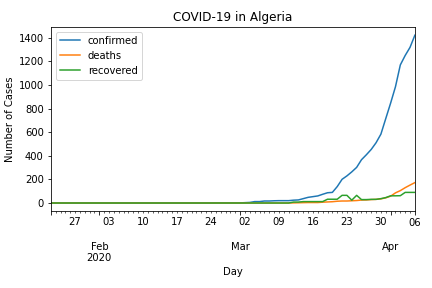 COVID-19 in Algeria
confirmed
deaths
recovered
Number of Cases
1400
1200
1000
800
600
400
200
0
27 03 10 17 24 02 09 16 23 30 06
Feb Mar Apr
2020
Day